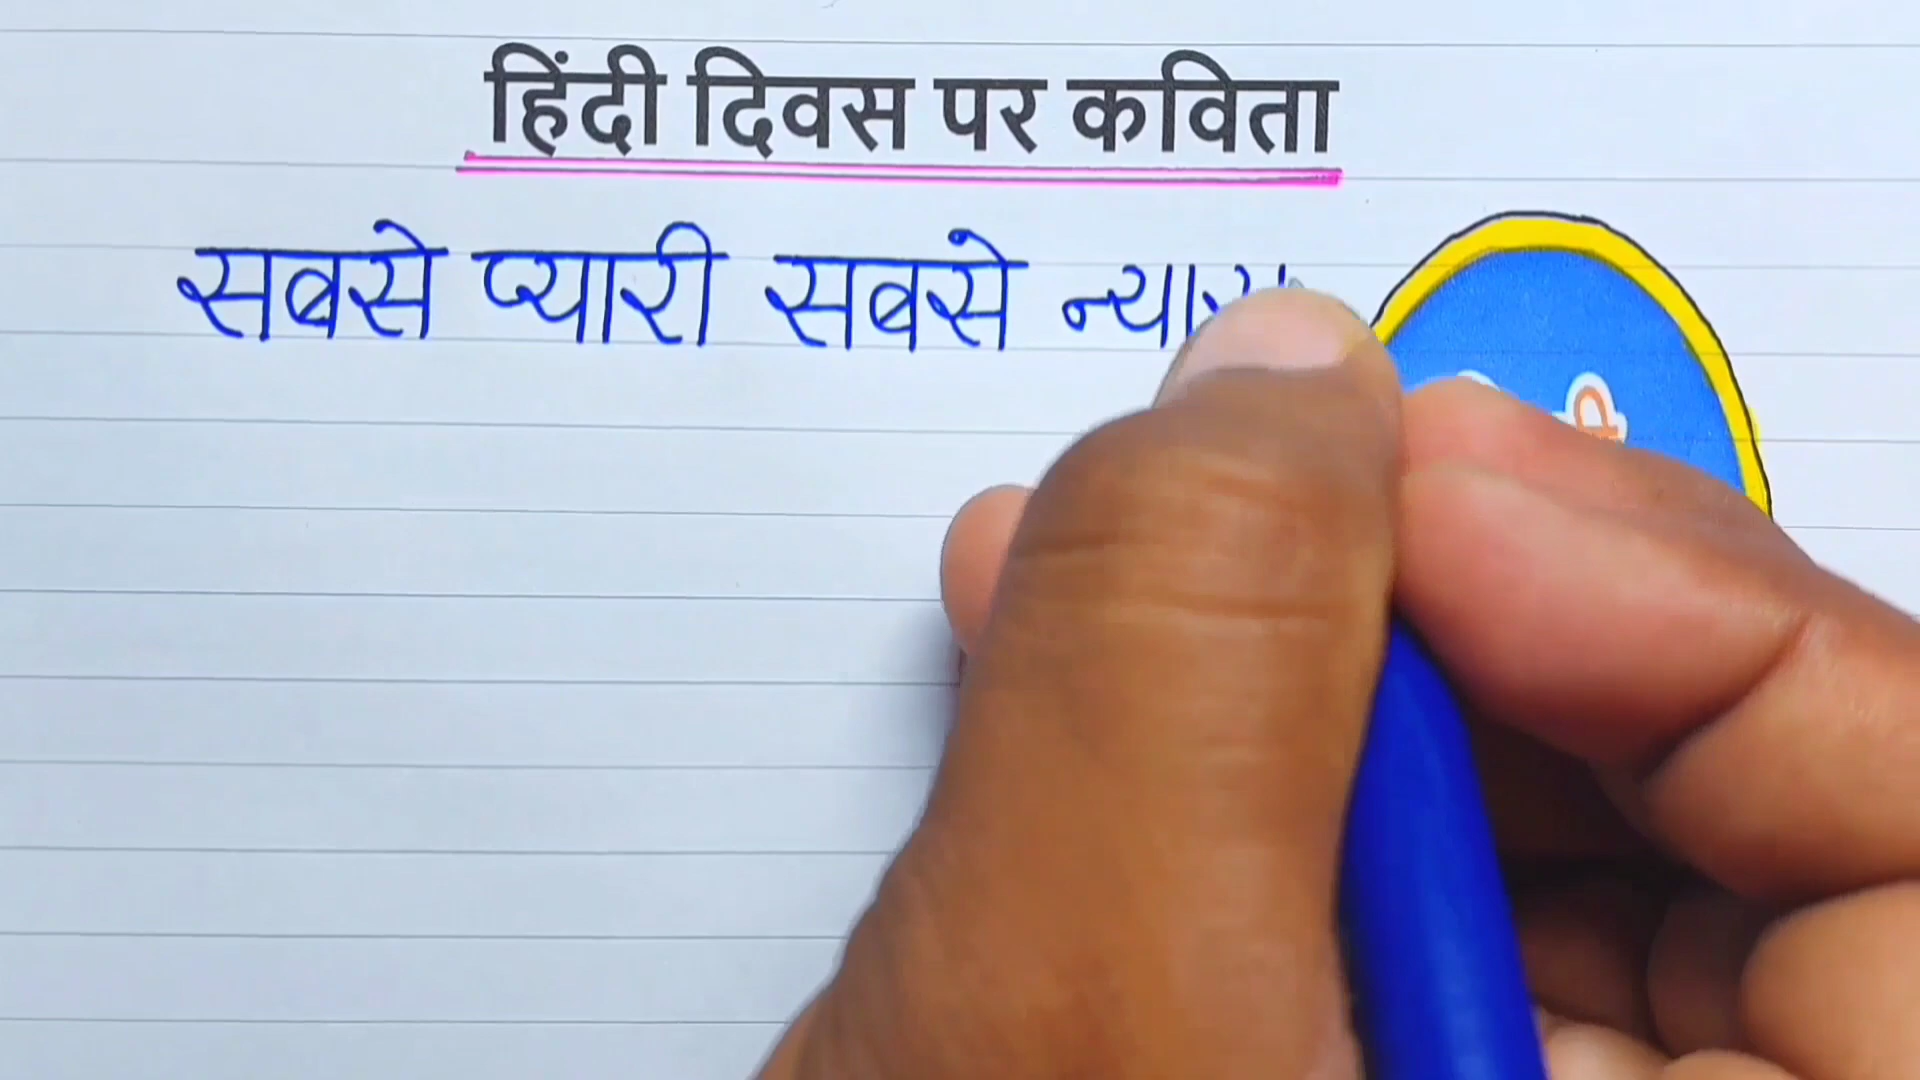 हिंदी दिवस पर कविता
सबसे प्यारी सबसे